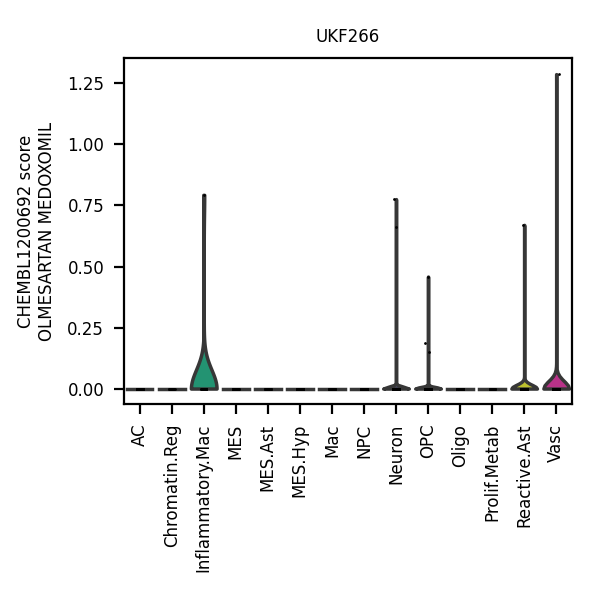 UKF266
CHEMBL1200692 score
OLMESARTAN MEDOXOMIL
1.25
1.00
0.75
0.50
0.25
0.00
AC
Chromatin.Reg
Inflammatory.Mac
MES
MES.Ast
MES.Hyp
Mac
NPC
Neuron
OPC
Oligo
Prolif.Metab
Reactive.Ast
Vasc